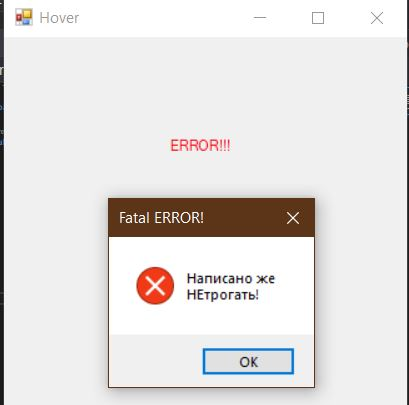 Hover
ERROR!!!
Fatal ERROR!
Написано же
НЕтрогать!
OK